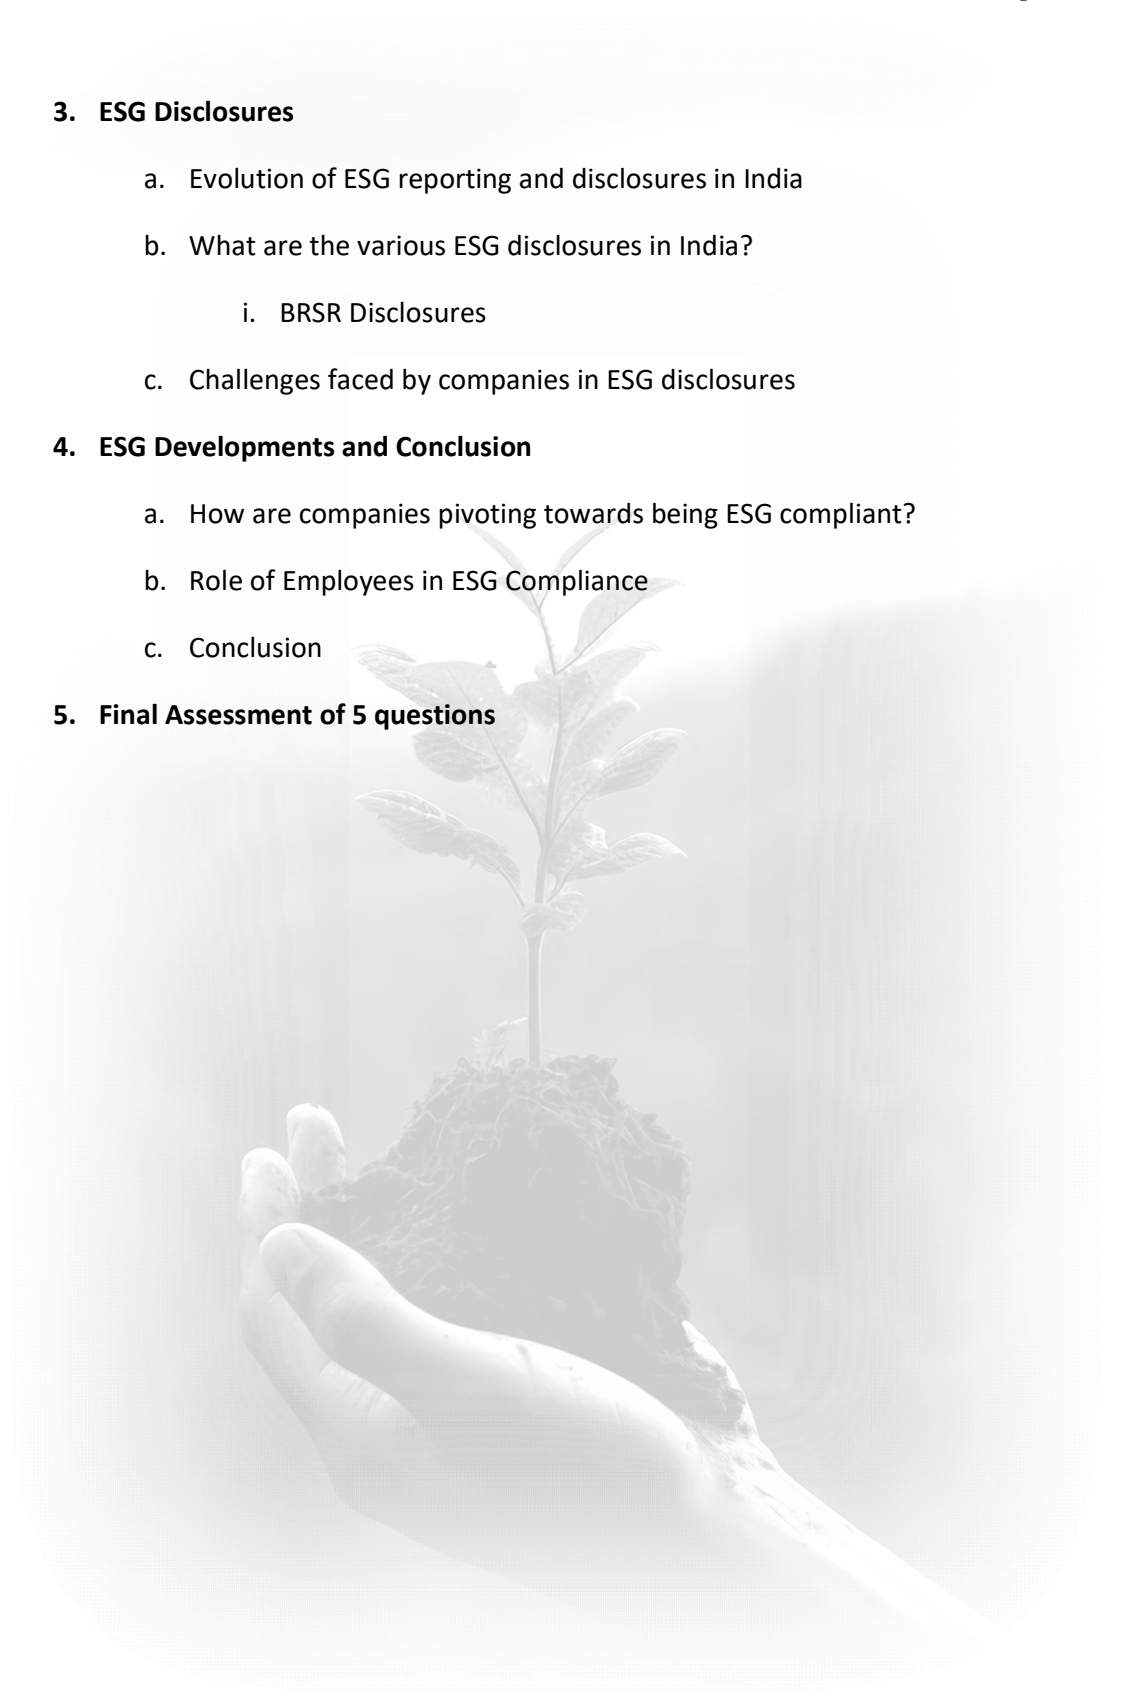 3. ESG Disclosures
a. Evolution of ESG reporting and disclosures in India
b. What are the various ESG disclosures in India?
i. BRSR Disclosures
c. Challenges faced by companies in ESG disclosures
4. ESG Developments and Conclusion
a. How are companies pivoting towards being ESG compliant?
b. Role of Employees in ESG Compliance
c. Conclusion
5. Final Assessment of 5 questions